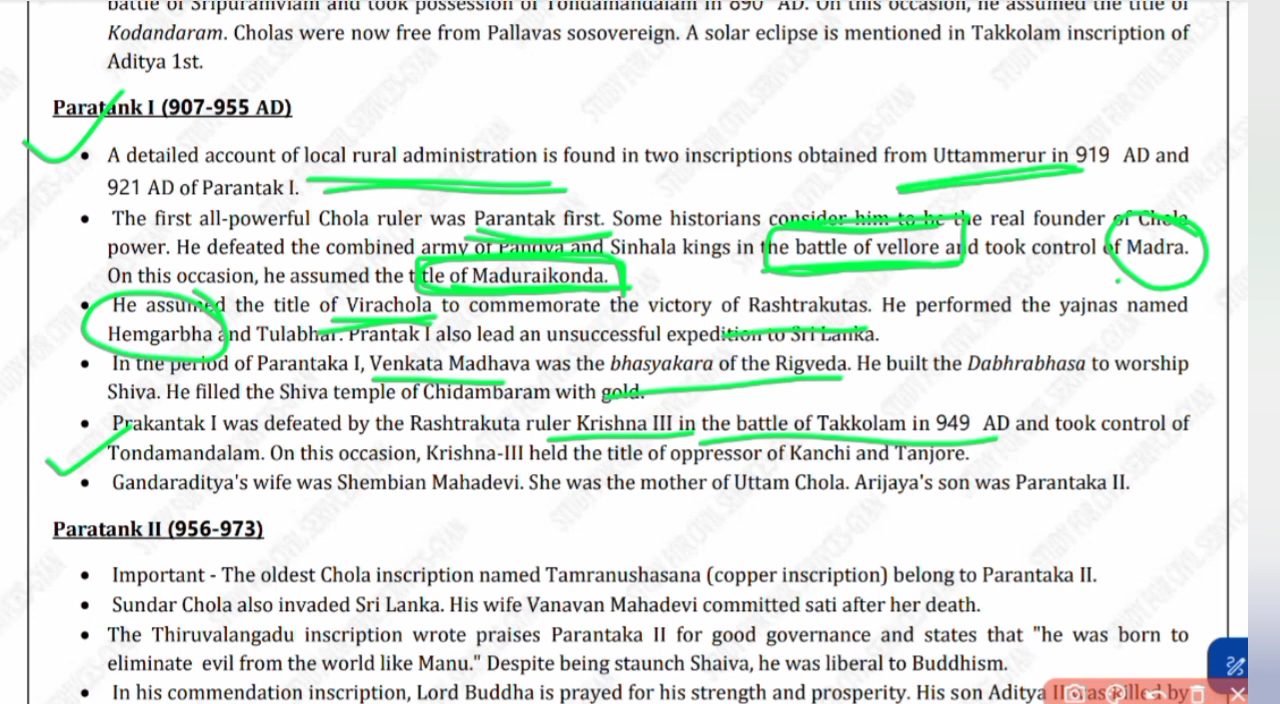 battle of Sripuramviam and took possession of Tondamandalam in 890 AD. On this occasion, he assumed the title of
Kodandaram. Cholas were now free from Pallavas sosovereign. A solar eclipse is mentioned in Takkolam inscription of
Aditya 1st.
Paratank I (907-955 AD)
• A detailed account of local rural administration is found in two inscriptions obtained from Uttammerur in 919 AD and
921 AD of Parantak I.
• The first all-powerful Chola ruler was Parantak first. Some historians consider him to be the real founder of Chola
power. He defeated the combined army of Pandya and Sinhala kings in the battle of vellore and took control of Madra.
On this occasion, he assumed the title of Maduraikonda.
• He assumed the title of Virachola to commemorate the victory of Rashtrakutas. He performed the yajnas named
Hemgarbha and Tulabhar. Prantak I also lead an unsuccessful expedition to Sri Lanka.
• In the period of Parantaka I, Venkata Madhava was the bhasyakara of the Rigveda. He built the Dabhrabhasa to worship
Shiva. He filled the Shiva temple of Chidambaram with gold.
• Prakantak I was defeated by the Rashtrakuta ruler Krishna III in the battle of Takkolam in 949 AD and took control of
Tondamandalam. On this occasion, Krishna-III held the title of oppressor of Kanchi and Tanjore.
• Gandaraditya's wife was Shembian Mahadevi. She was the mother of Uttam Chola. Arijaya's son was Parantaka II.
Paratank II (956-973)
• Important - The oldest Chola inscription named Tamranushasana (copper inscription) belong to Parantaka II.
• Sundar Chola also invaded Sri Lanka. His wife Vanavan Mahadevi committed sati after her death.
• The Thiruvalangadu inscription wrote praises Parantaka II for good governance and states that "he was born to
eliminate evil from the world like Manu." Despite being staunch Shaiva, he was liberal to Buddhism.
• In his commendation inscription, Lord Buddha is prayed for his strength and prosperity. His son Aditya II was killed by